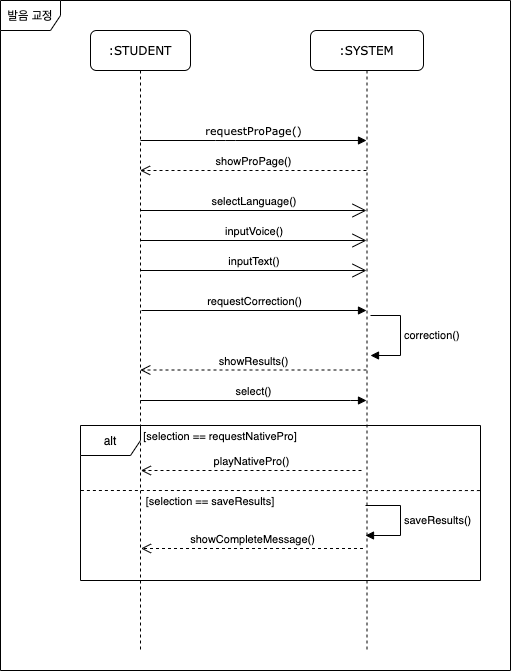 발음 교정
:STUDENT
:SYSTEM
requestProPage()
showProPage()
selectLanguage()
inputVoice()
inputText()
requestCorrection()
correction()
showResults()
select()
alt
[selection == requestNativePro]
playNativePro()
[selection == saveResults]
saveResults()
showCompleteMessage()